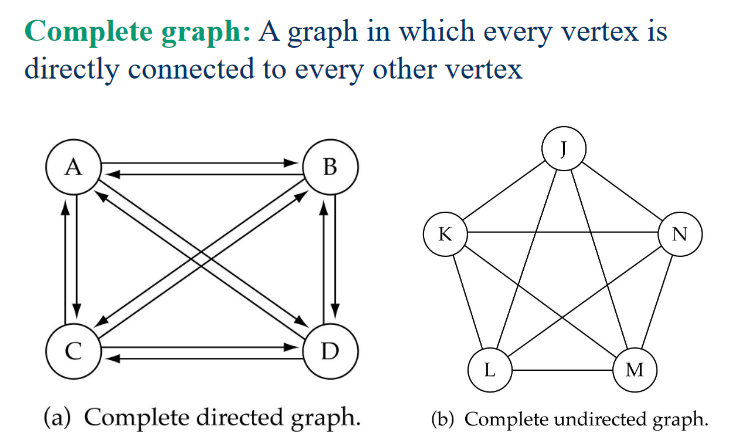 Complete graph: A graph in which every vertex is
directly connected to every other vertex
A
B
C
D
J
K
N
L
M
(a) Complete directed graph.
(b) Complete undirected graph.